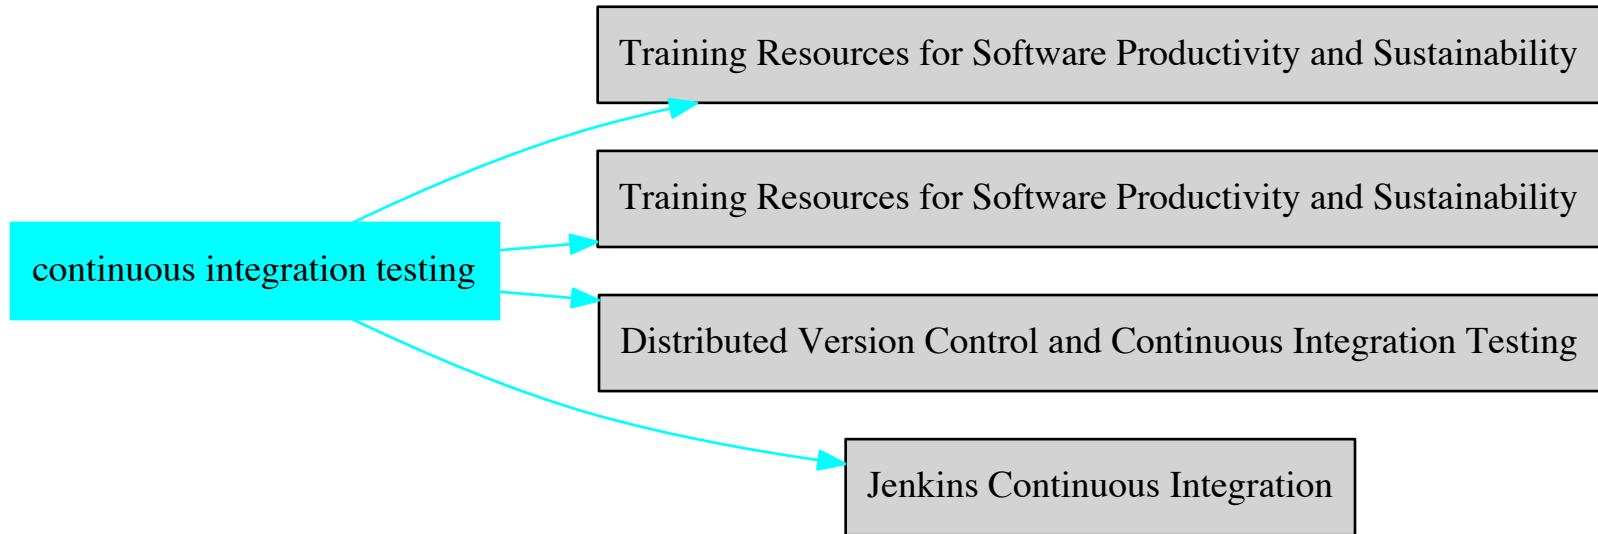 Training Resources for Software Productivity and Sustainability
Training Resources for Software Productivity and Sustainability
continuous integration testing
Distributed Version Control and Continuous Integration Testing
Jenkins Continuous Integration